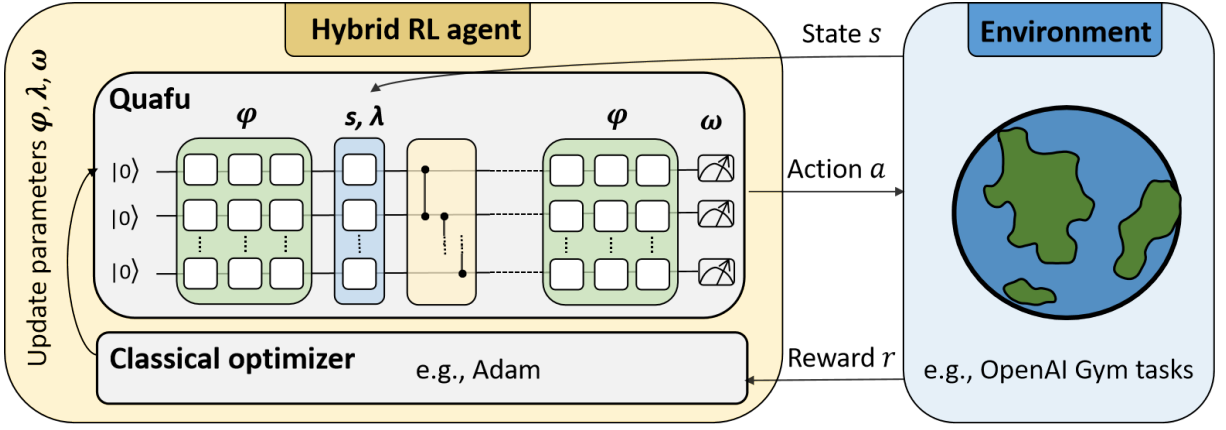 Hybrid RL agent
State s
Environment
Update parameters φ, λ, ω
Quafu
φ
s, λ
φ
ω
|0⟩
|0⟩
|0⟩
Action a
Classical optimizer
e.g., Adam
Reward r
e.g., OpenAI Gym tasks